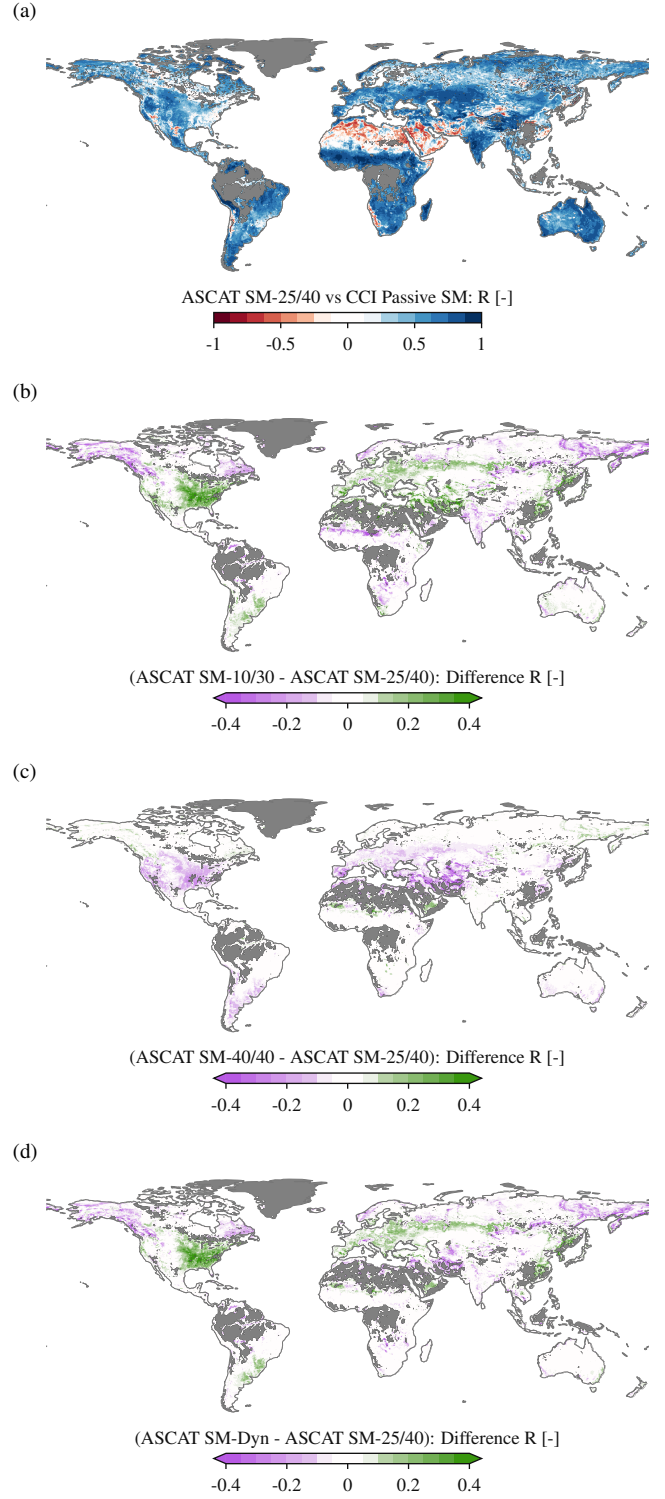 (a)
ASCAT SM-25/40 vs CCI Passive SM: R [-]
-1 -0.5 0 0.5 1
(b)
(ASCAT SM-10/30 - ASCAT SM-25/40): Difference R [-]
-0.4 -0.2 0 0.2 0.4
(c)
(ASCAT SM-40/40 - ASCAT SM-25/40): Difference R [-]
-0.4 -0.2 0 0.2 0.4
(d)
(ASCAT SM-Dyn - ASCAT SM-25/40): Difference R [-]
-0.4 -0.2 0 0.2 0.4